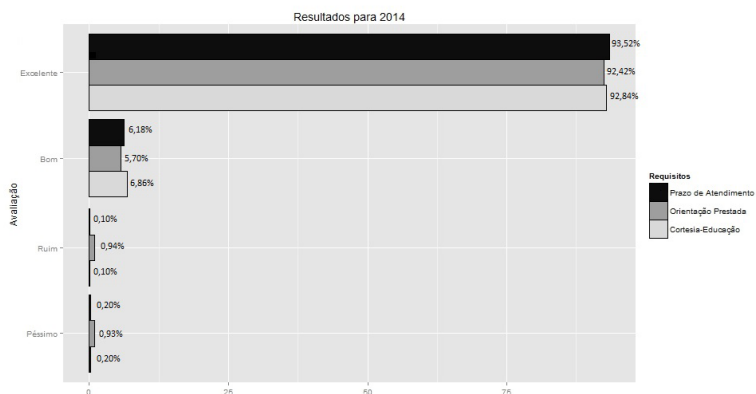 Resultados para 2014
93,52%
Excelente
92,42%
92,84%
6,18%
Bom
5,70%
6,86%
Avaliação
0,10%
Ruim
0,94%
0,10%
0,20%
Péssimo
0,93%
0,20%
0
25
50
75
Requisitos
Prazo de Atendimento
Orientação Prestada
Cortesia-Educação